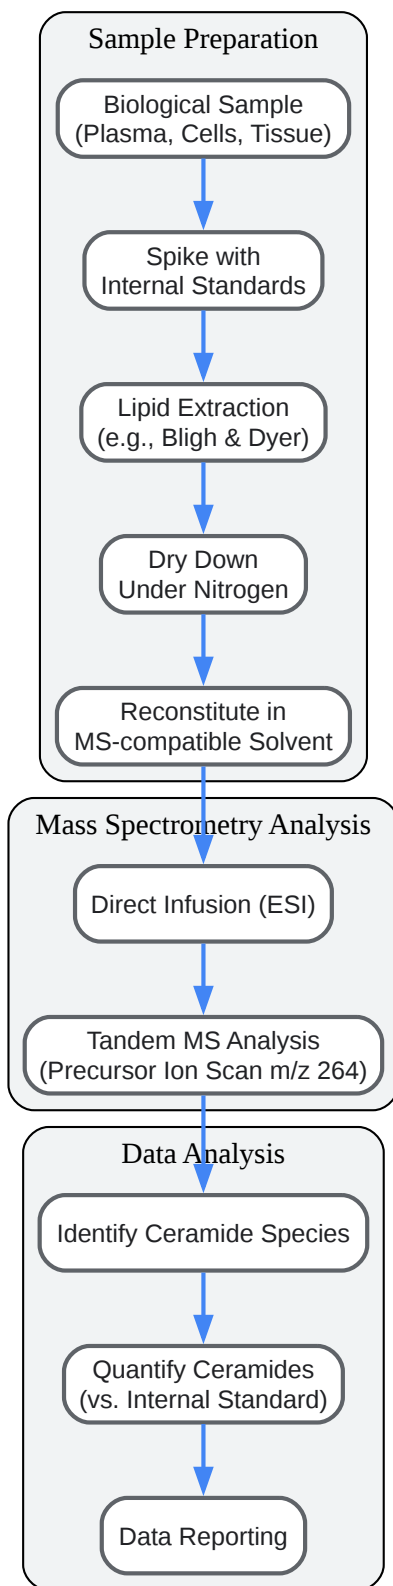 Sample Preparation
Biological Sample
(Plasma, Cells, Tissue)
Spike with
Internal Standards
Lipid Extraction
(e.g., Bligh & Dyer)
Dry Down
Under Nitrogen
Reconstitute in
MS-compatible Solvent
Mass Spectrometry Analysis
Direct Infusion (ESI)
Tandem MS Analysis
(Precursor Ion Scan m/z 264)
Data Analysis
Identify Ceramide Species
Quantify Ceramides
(vs. Internal Standard)
Data Reporting